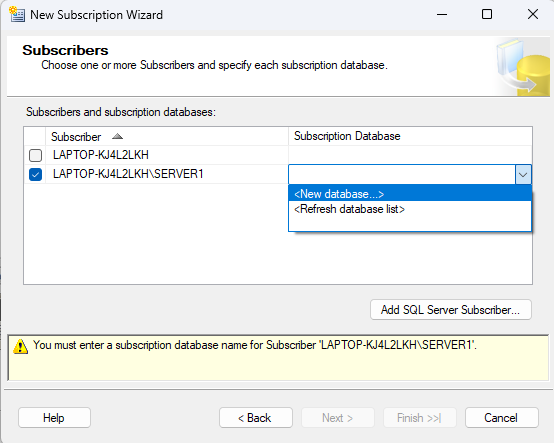 New Subscription Wizard
Subscribers
Choose one or more Subscribers and specify each subscription database.
Subscribers and subscription databases:
Subscriber Subscription Database
LAPTOP-KJ4L2LKH
LAPTOP-KJ4L2LKH\SERVER1
<New database...>
<Refresh database list>
Add SQL Server Subscriber...
You must enter a subscription database name for Subscriber 'LAPTOP-KJ4L2LKH\SERVER1'.
Help < Back Next > Finish >>| Cancel